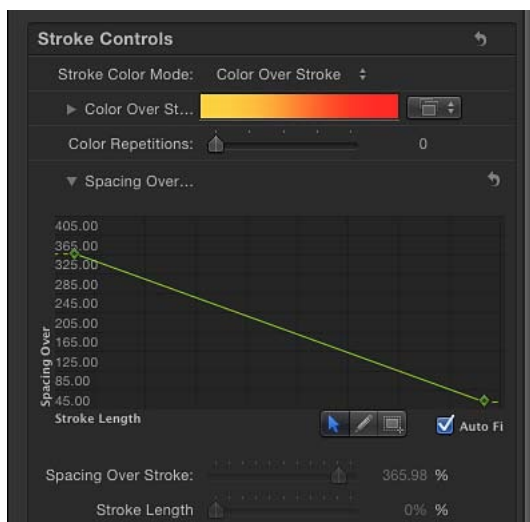 Stroke Controls
Stroke Color Mode: Color Over Stroke
Color Over St...
Color Repetitions: 0
Spacing Over...
405.00
365.00
325.00
285.00
245.00
205.00
165.00
125.00
85.00
45.00
Spacing Over
Stroke Length
Auto Fi
Spacing Over Stroke: 365.98 %
Stroke Length 0% %